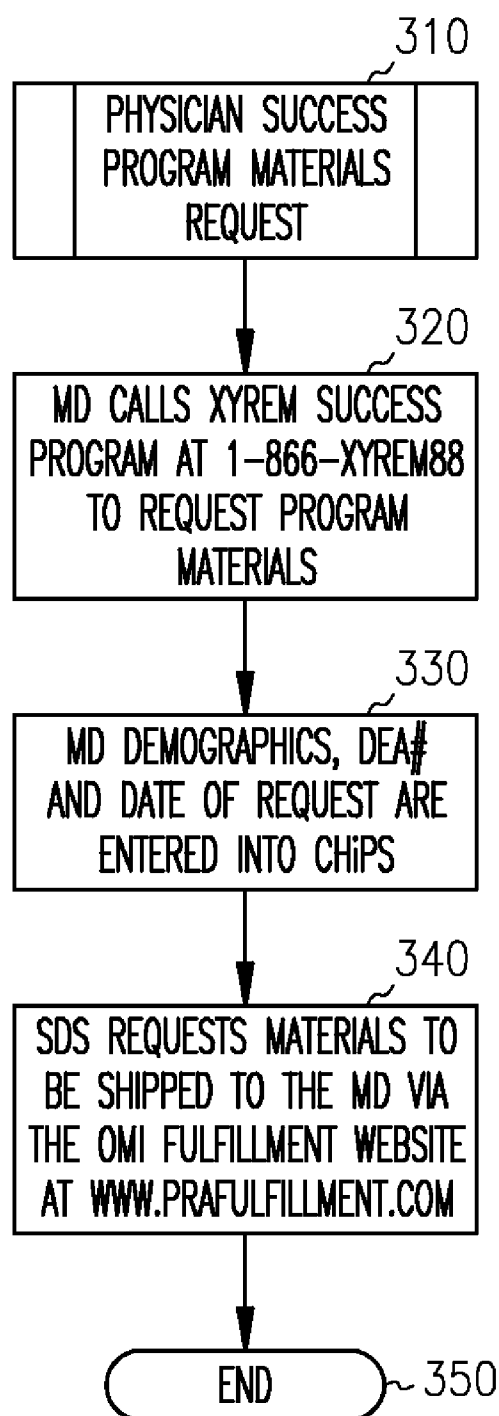 310
PHYSICIAN SUCCESS
PROGRAM MATERIALS
REQUEST
320
MD CALLS XYREM SUCCESS
PROGRAM AT 1-866-XYREM88
TO REQUEST PROGRAM
MATERIALS
330
MD DEMOGRAPHICS, DEA#
AND DATE OF REQUEST ARE
ENTERED INTO CHiPS
340
SDS REQUESTS MATERIALS TO
BE SHIPPED TO THE MD VIA
THE OMI FULFILLMENT WEBSITE
AT WWW.PRAFULFILLMENT.COM
END
350